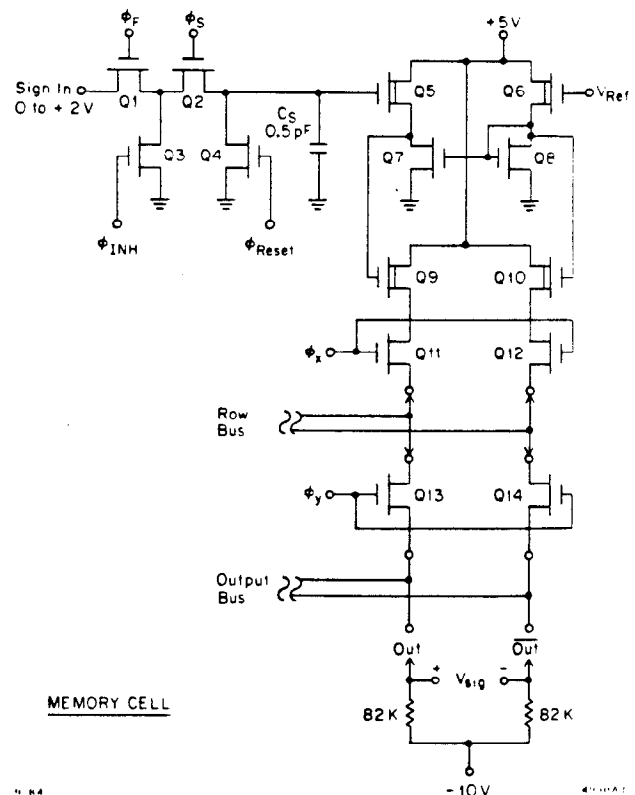 φF
φS
+5V
Sign In
0 to +2V
Q1
Q2
Q5
Q6
VRef
CS
0.5pF
Q3
Q4
Q7
Q8
φINH
φReset
Q9
Q10
φx
Q11
Q12
Row
Bus
φy
Q13
Q14
Output
Bus
Out
Out
+
Vsig
-
MEMORY CELL
82K
82K
-10V